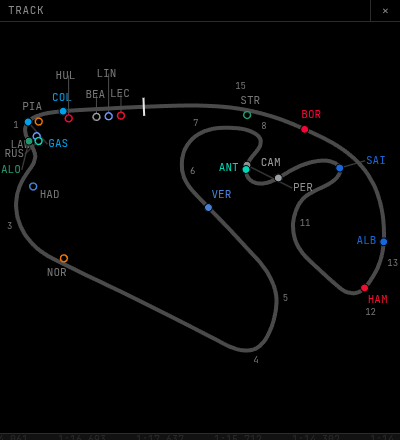 TRACK ×
HUL LIN
15
BEA LEC
COL STR
PIA BOR
7 8
1
LAW GAS
RUS CAM SAI
ALO 6 ANT
PER
HAD VER
3 11
ALB
13
NOR
5 HAM
12
4